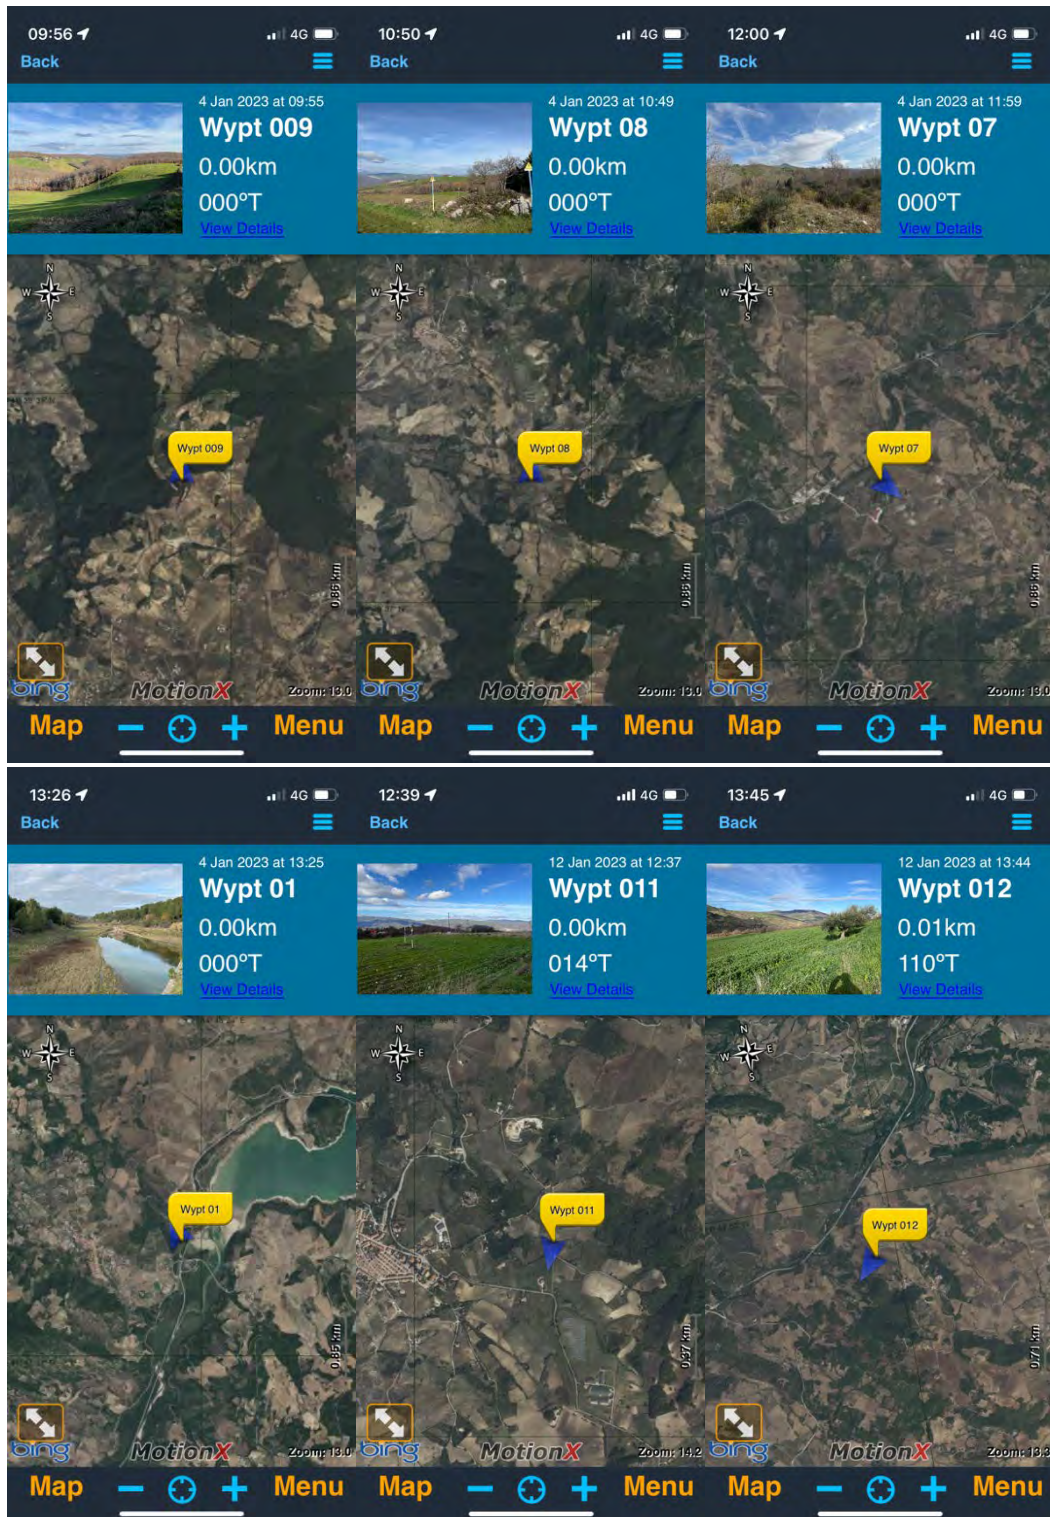 09:56
4G
Back
4 Jan 2023 at 09:55
Wypt 009
0.00km
000°T
View Details
N
W E
S
Wypt 009
0.86 km
bing
MotionX
Zoom: 13.0
Map
Menu
10:50
4G
Back
4 Jan 2023 at 10:49
Wypt 08
0.00km
000°T
View Details
N
W E
S
Wypt 08
0.86 km
bing
MotionX
Zoom: 13.0
Map
Menu
12:00
4G
Back
4 Jan 2023 at 11:59
Wypt 07
0.00km
000°T
View Details
N
W E
S
Wypt 07
0.86 km
bing
MotionX
Zoom: 13.0
Map
Menu
13:26
4G
Back
4 Jan 2023 at 13:25
Wypt 01
0.00km
000°T
View Details
N
W E
S
Wypt 01
0.85 km
bing
MotionX
Zoom: 13.0
Map
Menu
12:39
4G
Back
12 Jan 2023 at 12:37
Wypt 011
0.00km
014°T
View Details
N
W E
S
Wypt 011
0.37 km
bing
MotionX
Zoom: 14.2
Map
Menu
13:45
4G
Back
12 Jan 2023 at 13:44
Wypt 012
0.01km
110°T
View Details
N
W E
S
Wypt 012
0.71 km
bing
MotionX
Zoom: 13.3
Map
Menu